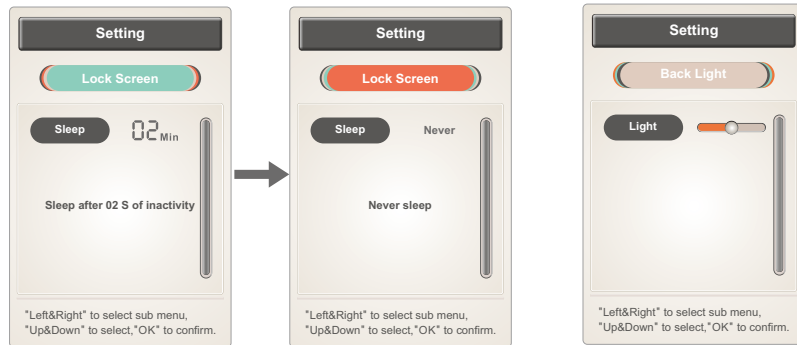 Setting
Lock Screen
Sleep
02 Min
Sleep after 02 S of inactivity
"Left&Right" to select sub menu,
"Up&Down" to select,"OK" to confirm.
Setting
Lock Screen
Sleep
Never
Never sleep
"Left&Right" to select sub menu,
"Up&Down" to select,"OK" to confirm.
Setting
Back Light
Light
"Left&Right" to select sub menu,
"Up&Down" to select,"OK" to confirm.